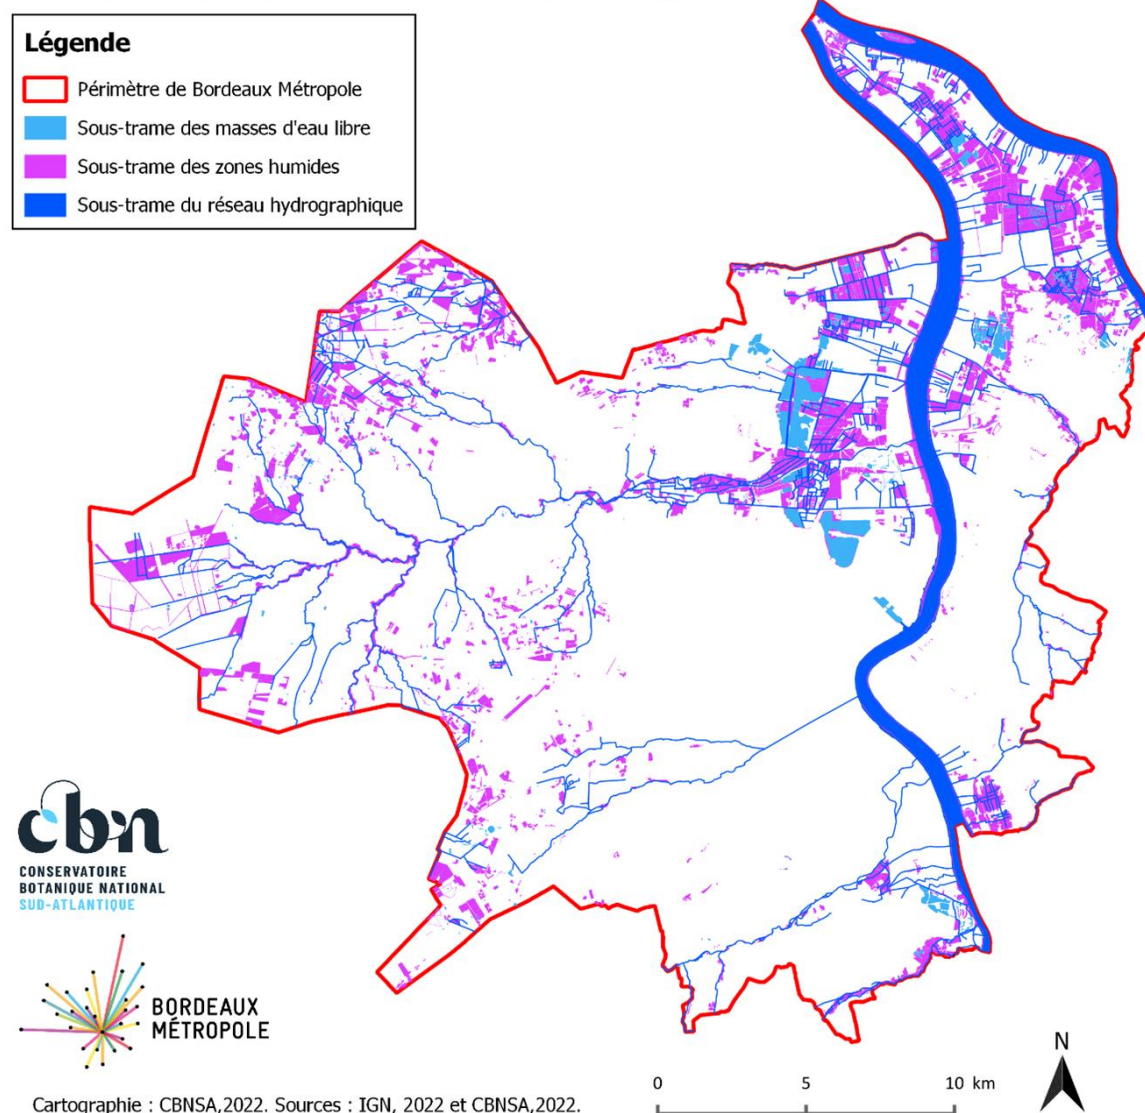 Légende
Périmètre de Bordeaux Métropole
Sous-trame des masses d'eau libre
Sous-trame des zones humides
Sous-trame du réseau hydrographique
cbn
CONSERVATOIRE
BOTANIQUE NATIONAL
SUD-ATLANTIQUE
BORDEAUX
MÉTROPOLE
N
0 5 10 km
Cartographie : CBNSA,2022. Sources : IGN, 2022 et CBNSA,2022.